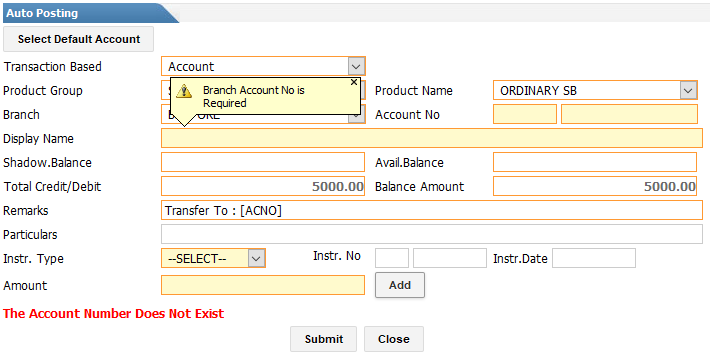 Auto Posting
Select Default Account
Transaction Based Account
Product Group Product Name ORDINARY SB
Branch Account No is
Required
Branch Account No
Display Name
Shadow.Balance Avail.Balance
Total Credit/Debit 5000.00 Balance Amount 5000.00
Remarks Transfer To : [ACNO]
Particulars
Instr. Type --SELECT-- Instr. No Instr.Date
Amount Add
The Account Number Does Not Exist
Submit Close